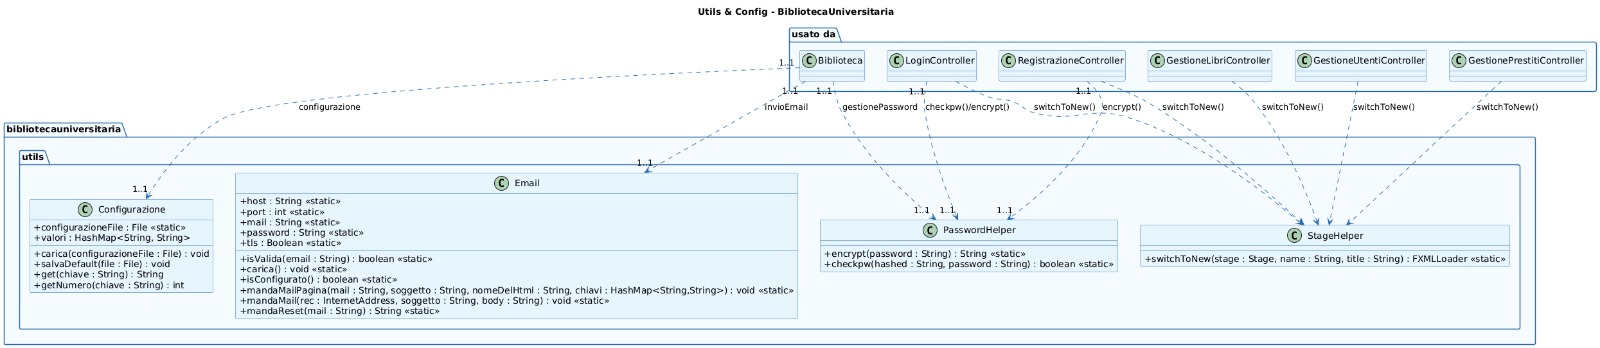 Utils & Config - BibliotecaUniversitaria
usato da
C Biblioteca
C LoginController
C RegistrazioneController
C GestioneLibriController
C GestioneUtentiController
C GestionePrestitiController
1..1
1..1
1..1
1..1
1..1
configurazione
invioEmail
gestionePassword
checkpw()/encrypt()
switchToNew()
encrypt()
switchToNew()
switchToNew()
switchToNew()
switchToNew()
bibliotecauniversitaria
utils
1..1
1..1
1..1
1..1
1..1
C Configurazione
+configurazioneFile : File «static»
+valori : HashMap<String, String>
+carica(configurazioneFile : File) : void
+salvaDefault(file : File) : void
+get(chiave : String) : String
+getNumero(chiave : String) : int
C Email
+host : String «static»
+port : int «static»
+mail : String «static»
+password : String «static»
+tls : Boolean «static»
+isValida(email : String) : boolean «static»
+carica() : void «static»
+isConfigurato() : boolean «static»
+mandaMailPagina(mail : String, soggetto : String, nomeDelHtml : String, chiavi : HashMap<String,String>) : void «static»
+mandaMail(rec : InternetAddress, soggetto : String, body : String) : void «static»
+mandaReset(mail : String) : String «static»
C PasswordHelper
+encrypt(password : String) : String «static»
+checkpw(hashed : String, password : String) : boolean «static»
C StageHelper
+switchToNew(stage : Stage, name : String, title : String) : FXMLLoader «static»